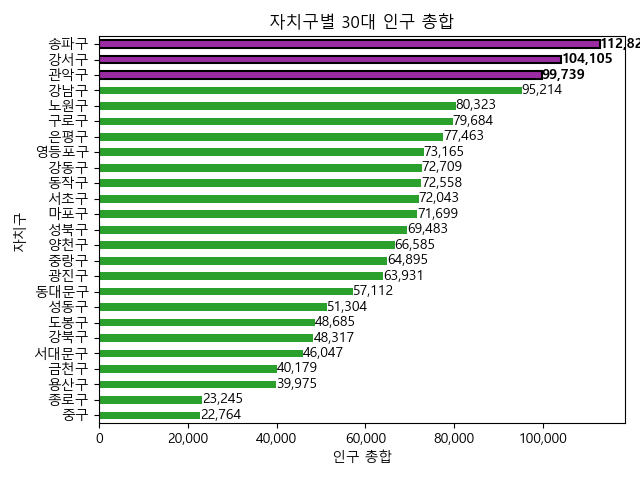 자치구별 30대 인구 총합
송파구 112,82
강서구 104,105
관악구 99,739
강남구 95,214
노원구 80,323
구로구 79,684
은평구 77,463
영등포구 73,165
강동구 72,709
동작구 72,558
서초구 72,043
마포구 71,699
성북구 69,483
양천구 66,585
중랑구 64,895
광진구 63,931
동대문구 57,112
성동구 51,304
도봉구 48,685
강북구 48,317
서대문구 46,047
금천구 40,179
용산구 39,975
종로구 23,245
중구 22,764
자치구
0 20,000 40,000 60,000 80,000 100,000
인구 총합